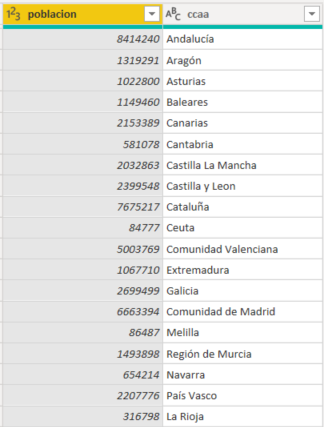 123 poblacion ABC ccaa
8414240 Andalucía
1319291 Aragón
1022800 Asturias
1149460 Baleares
2153389 Canarias
581078 Cantabria
2032863 Castilla La Mancha
2399548 Castilla y Leon
7675217 Cataluña
84777 Ceuta
5003769 Comunidad Valenciana
1067710 Extremadura
2699499 Galicia
6663394 Comunidad de Madrid
86487 Melilla
1493898 Región de Murcia
654214 Navarra
2207776 País Vasco
316798 La Rioja